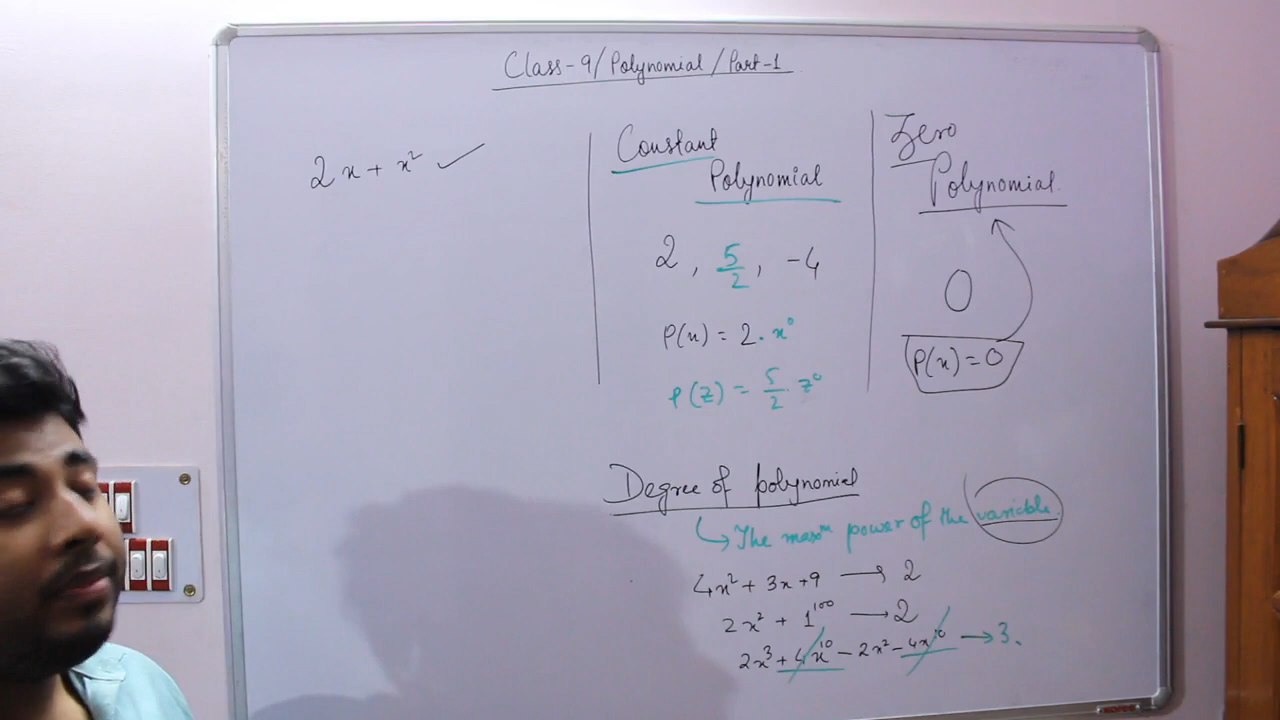 Class-9/Polynomial/Part-1
2x + x² ✓
Constant
Polynomial
2, 5/2, -4
P(x) = 2. x⁰
P(z) = 5/2. z⁰
Zero
Polynomial
0
P(x) = 0
Degree of polynomial
↳ The maxᵐ power of the variable.
4x² + 3x + 9 → 2
2x² + 1¹⁰⁰ → 2
2x³ + 4x¹⁰ - 2x² - 4x¹⁰ → 3.